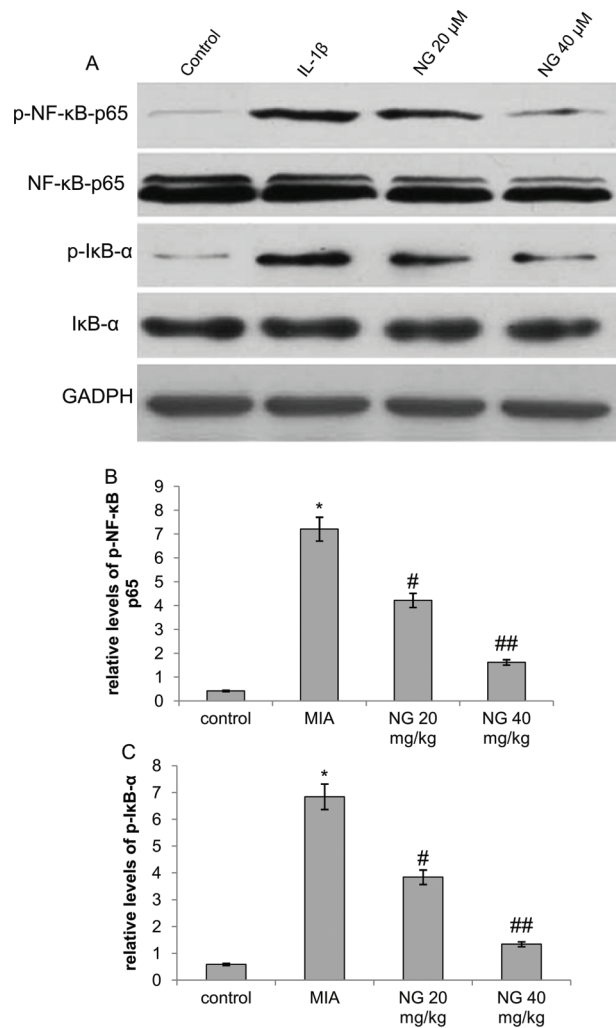 A
Control
IL-1β
NG 20 μM
NG 40 μM
p-NF-κB-p65
NF-κB-p65
p-IκB-α
IκB-α
GADPH
B
relative levels of p-NF-κB
p65
9
8
7
6
5
4
3
2
1
0
*
#
##
control
MIA
NG 20
mg/kg
NG 40
mg/kg
C
relative levels of p-IκB-α
8
7
6
5
4
3
2
1
0
*
#
##
control
MIA
NG 20
mg/kg
NG 40
mg/kg